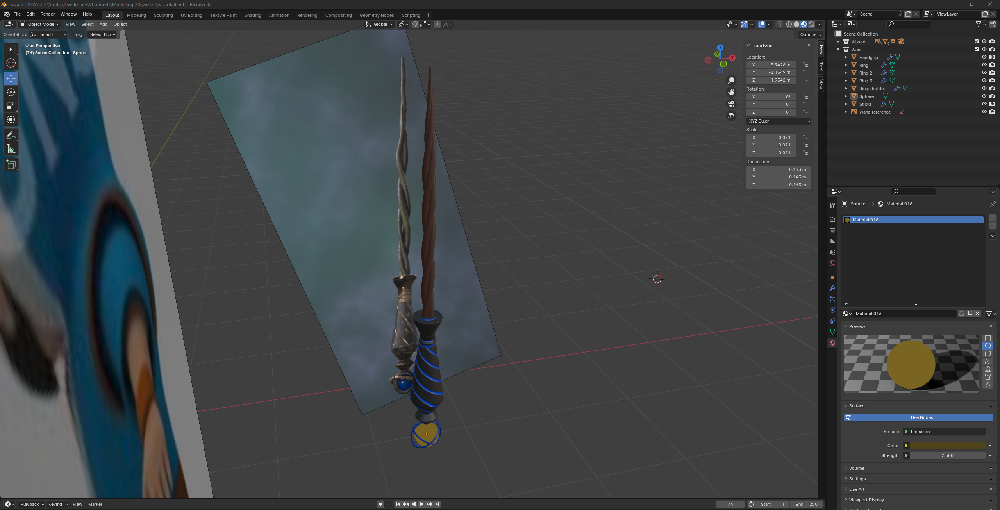 wizard [D:\Wojtek\Studia\Przedmioty\VI semestr\Modelling_3D\wizard\wizard.blend] - Blender 4.0
File Edit Render Window Help Layout Modeling Sculpting UV Editing Texture Paint Shading Animation Rendering Compositing Geometry Nodes Scripting + Scene ViewLayer
Object Mode View Select Add Object Global
Orientation: Default Drag: Select Box Options
User Perspective
(74) Scene Collection | Sphere
Z
Y
X
Item
Tool
View
Transform
Location:
X 3.9426 m
Y -3.1349 m
Z 1.9342 m
Rotation:
X 0°
Y 0°
Z 0°
XYZ Euler
Scale:
X 0.071
Y 0.071
Z 0.071
Dimensions:
X 0.143 m
Y 0.143 m
Z 0.143 m
Scene Collection
Wizard 4 6
Wand
Handgrip
Ring 1
Ring 2
Ring 3
Rings holder
Sphere
Sticks
Wand reference
Sphere > Material.016
Material.016
Material.016
Preview
Surface
Use Nodes
Surface Emission
Color
Strength 2.500
Volume
Settings
Line Art
Viewport Display
Custom Properties
Playback Keying View Marker 74 Start 1 End 250